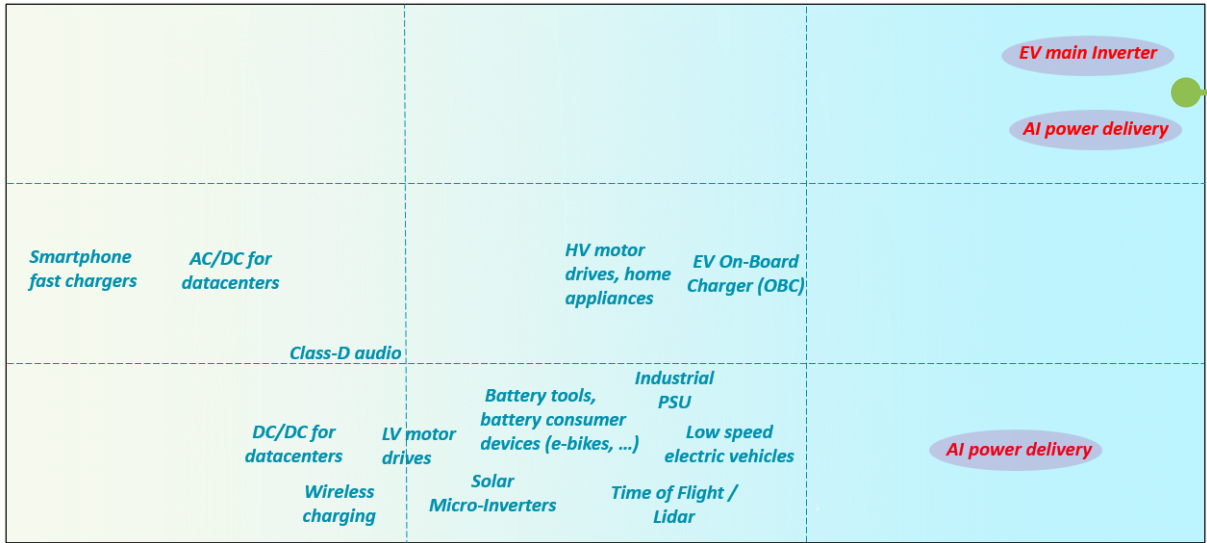 EV main Inverter
AI power delivery
Smartphone
fast chargers
AC/DC for
datacenters
HV motor
drives, home
appliances
EV On-Board
Charger (OBC)
Class-D audio
Industrial
PSU
Battery tools,
battery consumer
devices (e-bikes, ...)
DC/DC for
datacenters
LV motor
drives
Low speed
electric vehicles
AI power delivery
Wireless
charging
Solar
Micro-Inverters
Time of Flight /
Lidar